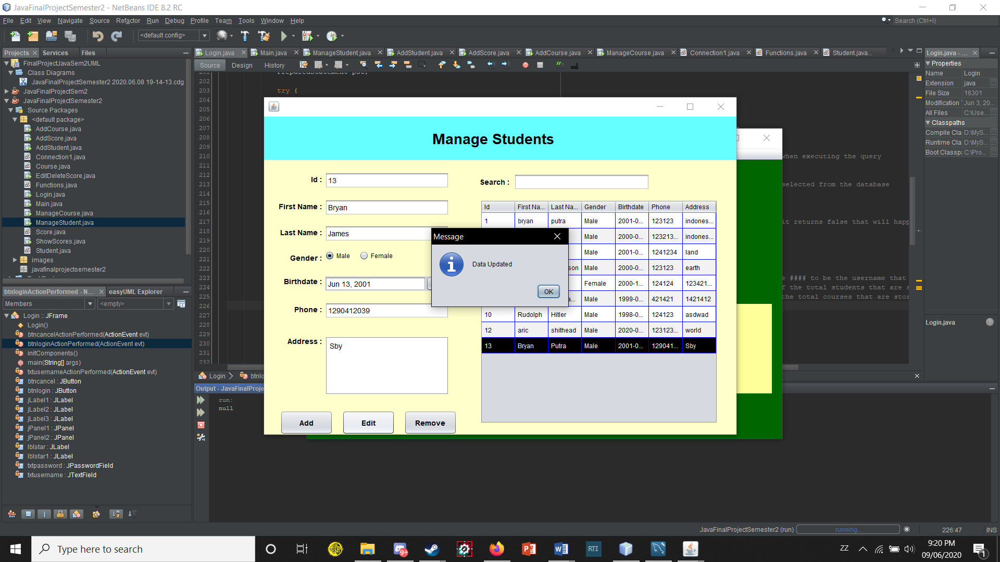 JavaFinalProjectSemester2 - NetBeans IDE 8.2 RC
File Edit View Navigate Source Refactor Run Debug Profile Team Tools Window Help
Search (Ctrl+I)
<default config>
Projects Services Files
FinalProjectJavaSem2UML
Class Diagrams
JavaFinalProjectSemester2 2020.06.08 19-14-13.cdg
JavaFinalProjectSem2
JavaFinalProjectSemester2
Source Packages
<default package>
AddCourse.java
AddScore.java
AddStudent.java
Connection1.java
Course.java
EditDeleteScore.java
Functions.java
Login.java
Main.java
ManageCourse.java
ManageStudent.java
Score.java
ShowScores.java
Student.java
images
javafinalprojectsemester2
btnloginActionPerformed - N... easyUML Explorer
Members <empty>
Login :: JFrame
Login()
btncancelActionPerformed(ActionEvent evt)
btnloginActionPerformed(ActionEvent evt)
initComponents()
main(String[] args)
txtusernameActionPerformed(ActionEvent evt)
btncancel : JButton
btnlogin : JButton
jLabel1 : JLabel
jLabel2 : JLabel
jLabel3 : JLabel
jPanel1 : JPanel
jPanel2 : JPanel
lblstar : JLabel
lblstar1 : JLabel
txtpassword : JPasswordField
txtusername : JTextField
Login.java Main.java ManageStudent.java AddStudent.java AddScore.java AddCourse.java ManageCourse.java Connection1.java Functions.java Student.java...
Source Design History
202
203 try {
204
205
206
207
208
209
210
211
212
213
214
215
216
217
218
219
220
221
222
223
224
225
226
227
228
229
230
231
232
when executing the query
selected from the database
it returns false that will happ
#### to be the username that
f the total students that are s
the total courses that are stor
Login
Output - JavaFinalProje
run:
null
Manage Students
Id : 13
First Name : Bryan
Last Name : James
Gender : Male Female
Birthdate : Jun 13, 2001
Phone : 1290412039
Address : Sby
Add Edit Remove
Search :
Id First Na... Last Na... Gender Birthdate Phone Address
1 bryan putra Male 2001-0... 123123 indones...
Male 2000-0... 123213... indones...
Male 2001-0... 1241234 land
son Male 2000-0... 123123 earth
Female 2000-1... 124124 123421...
a... Male 1999-0... 421421 1421412
10 Rudolph Hitler Male 1998-0... 124123 asdwad
12 aric shithead Male 2020-0... 123123... world
13 Bryan Putra Male 2001-0... 129041... Sby
Message
Data Updated
OK
Login.java - ...
Properties
Name Login
Extension java
File Size 16301
Modification Jun 3, 20...
All Files C:\Use...
Classpaths
Compile Cla D:\MyS...
Runtime Cla D:\MyS...
Boot Classp C:\Pro...
Login.java
JavaFinalProjectSemester2 (run) running... 226:47 INS
Type here to search
9+
RTI
ZZ
9:20 PM
09/06/2020
1